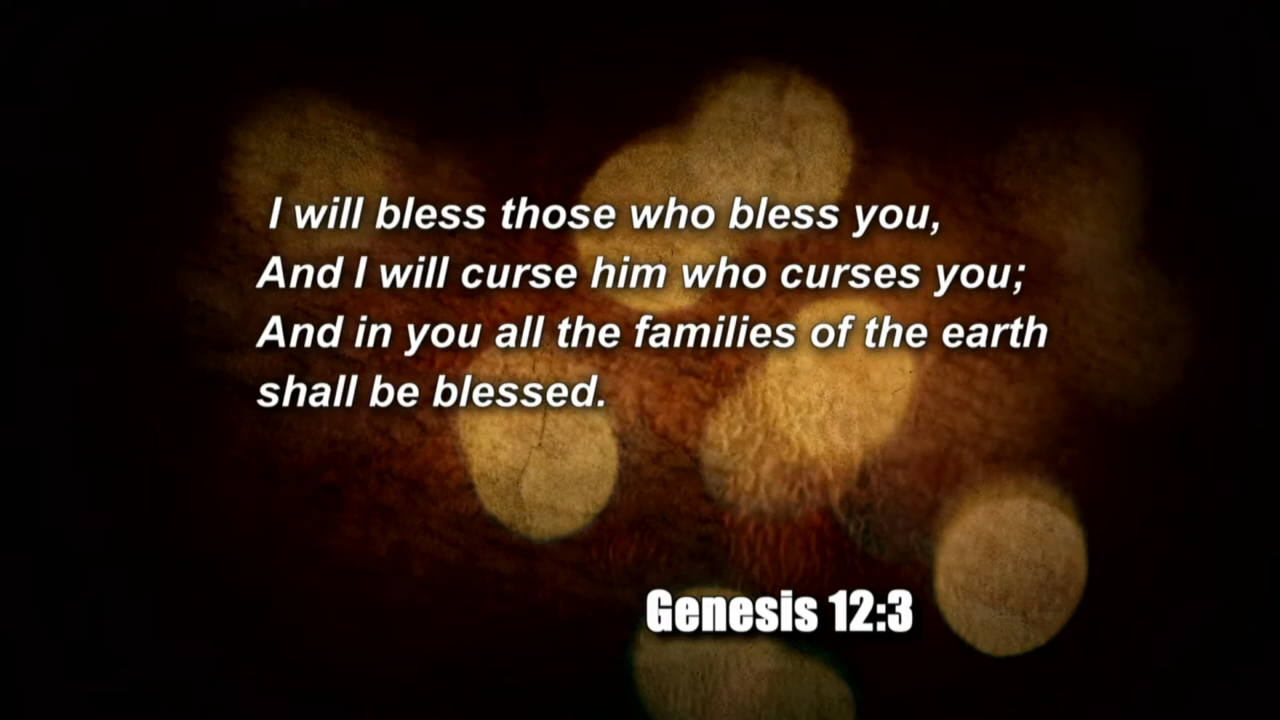 I will bless those who bless you,
And I will curse him who curses you;
And in you all the families of the earth
shall be blessed.
Genesis 12:3